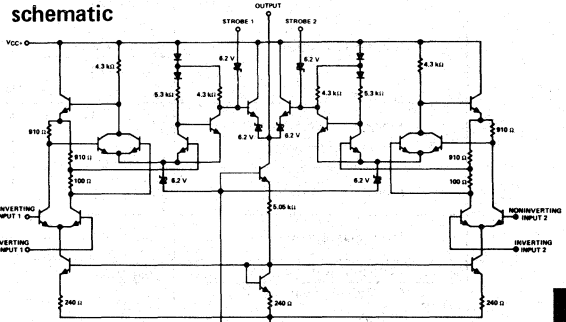 schematic
OUTPUT
STROBE 1
STROBE 2
VCC+
4.3 kΩ
6.2 V
6.2 V
4.3 kΩ
5.3 kΩ
4.3 kΩ
4.3 kΩ
5.3 kΩ
910 Ω
6.2 V
6.2 V
910 Ω
910 Ω
910 Ω
100 Ω
6.2 V
6.2 V
100 Ω
5.05 kΩ
INVERTING
INPUT 1
NONINVERTING
INPUT 2
VERTING
INPUT 1
INVERTING
INPUT 2
240 Ω
240 Ω
240 Ω